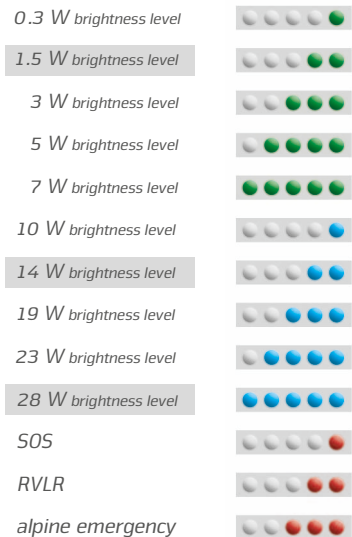 0.3 W brightness level
1.5 W brightness level
3 W brightness level
5 W brightness level
7 W brightness level
10 W brightness level
14 W brightness level
19 W brightness level
23 W brightness level
28 W brightness level
SOS
RVLR
alpine emergency